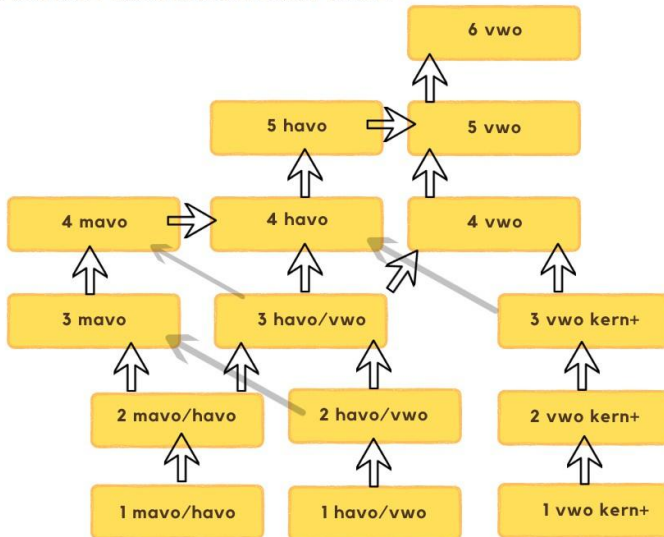 6 vwo
5 havo
5 vwo
4 mavo
4 havo
4 vwo
3 mavo
3 havo/vwo
3 vwo kern+
2 mavo/havo
2 havo/vwo
2 vwo kern+
1 mavo/havo
1 havo/vwo
1 vwo kern+